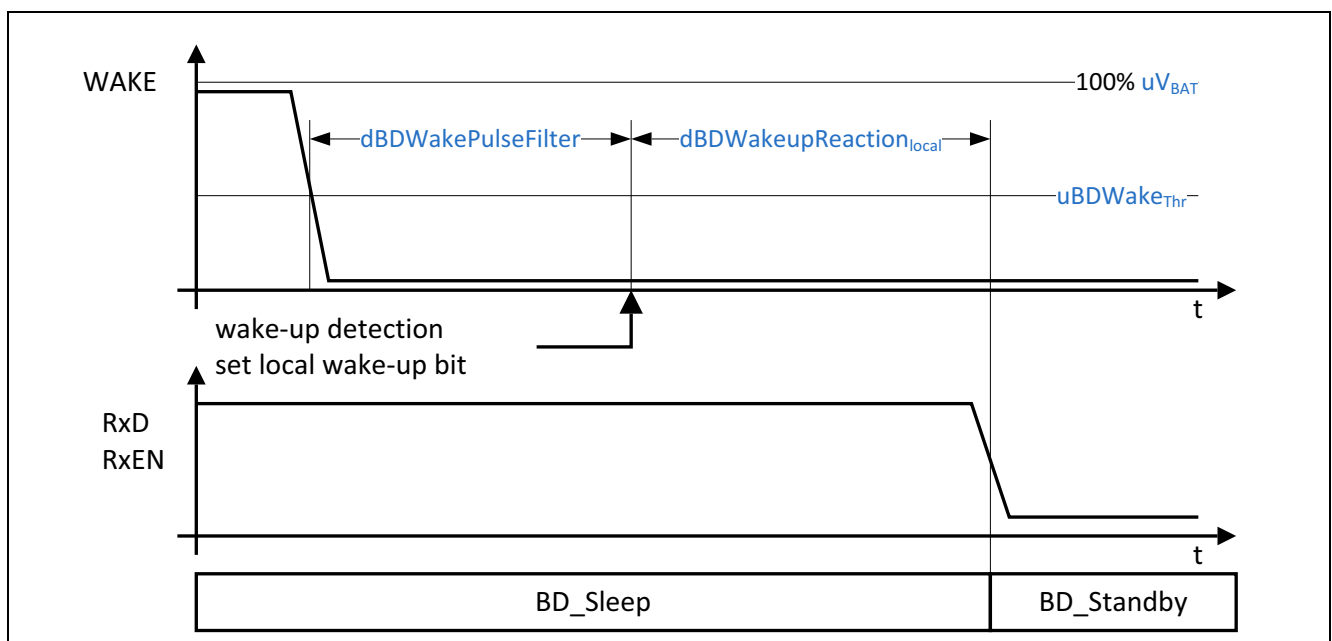 WAKE
100% uVBAT
dBDWakePulseFilter
dBDWakeupReactionlocal
uBDWakeThr
t
wake-up detection
set local wake-up bit
RxD
RxEN
t
BD_Sleep
BD_Standby